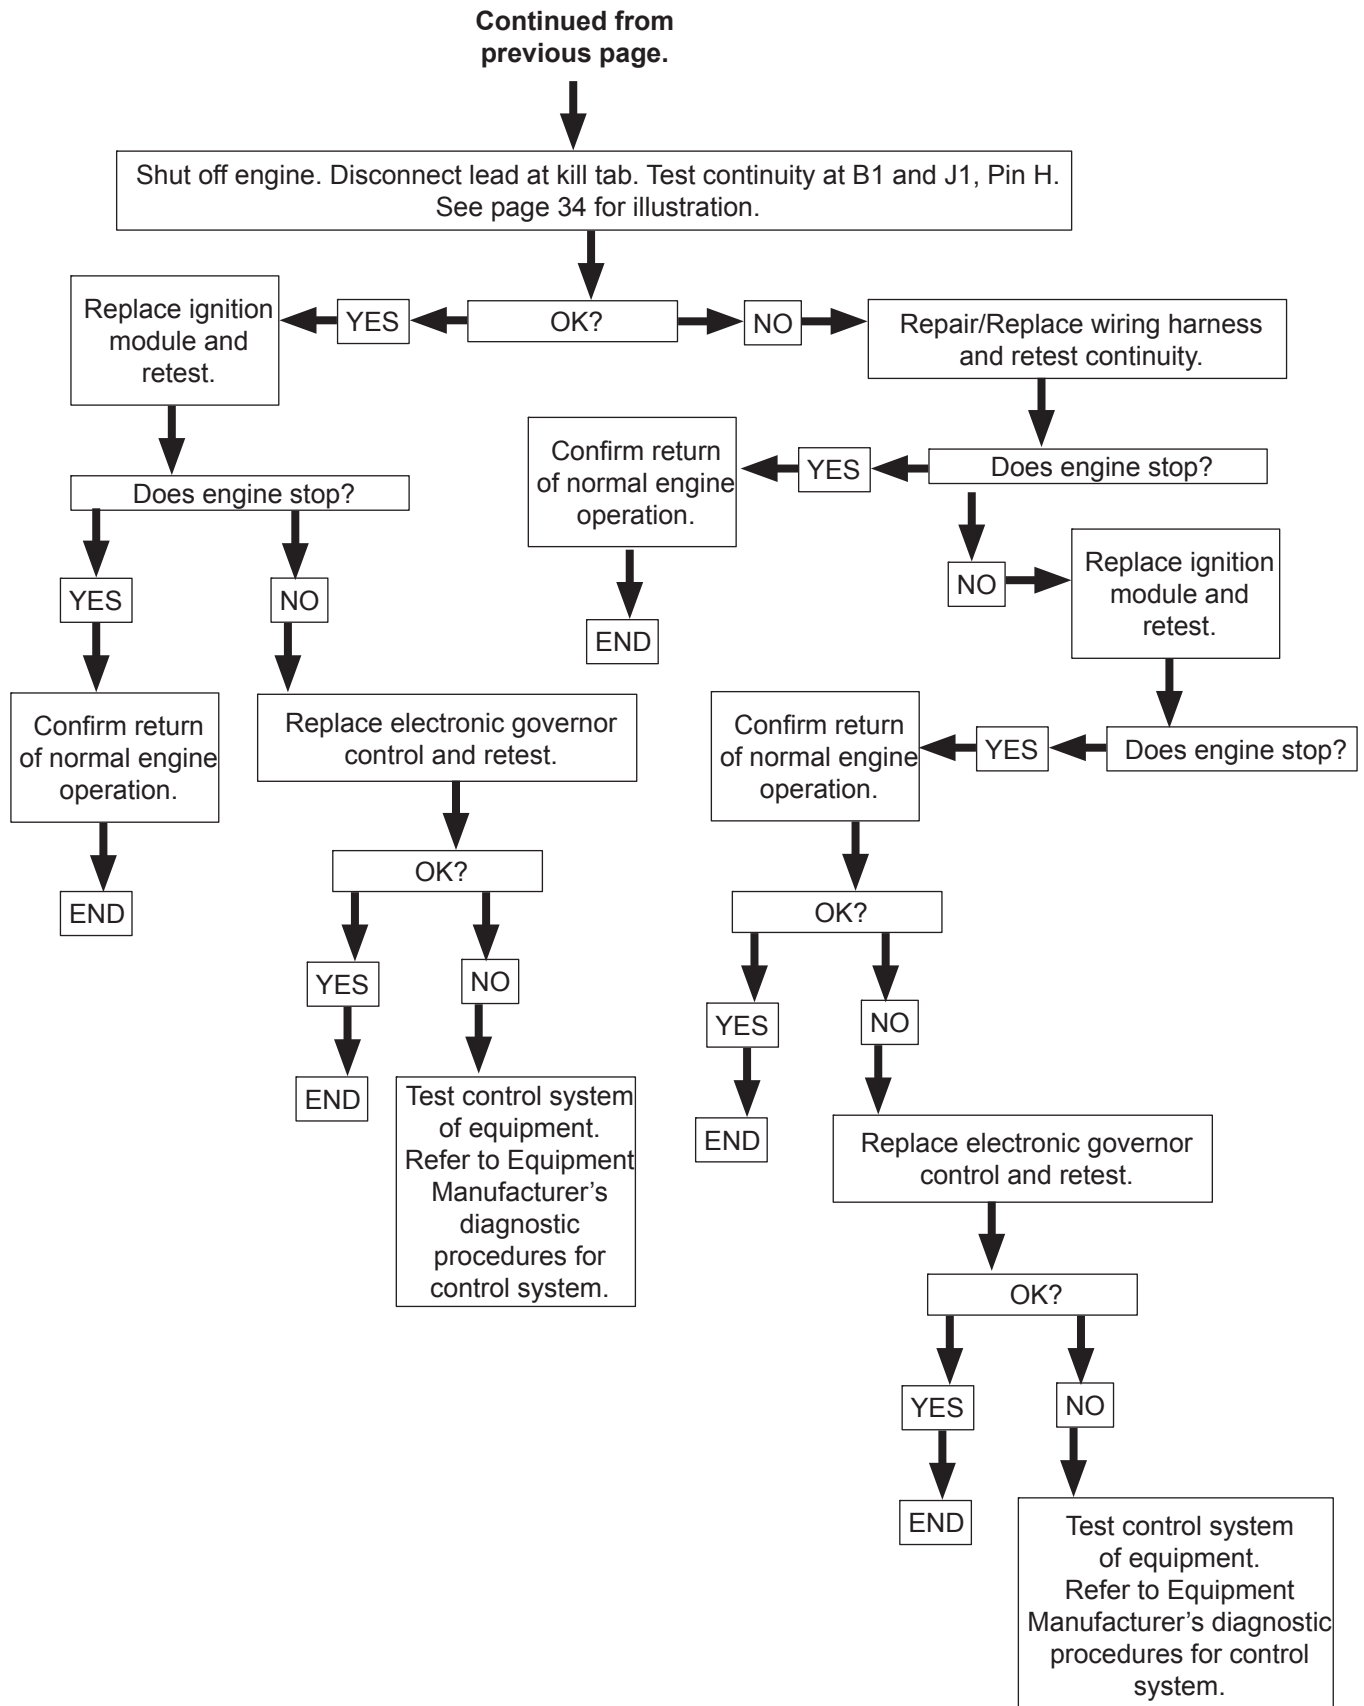 Continued from
previous page.
Shut off engine. Disconnect lead at kill tab. Test continuity at B1 and J1, Pin H.
See page 34 for illustration.
OK?
YES
Replace ignition
module and
retest.
NO
Repair/Replace wiring harness
and retest continuity.
Does engine stop?
YES
Confirm return
of normal engine
operation.
END
NO
Replace electronic governor
control and retest.
OK?
YES
END
NO
Test control system
of equipment.
Refer to Equipment
Manufacturer’s
diagnostic
procedures for
control system.
Does engine stop?
YES
Confirm return
of normal engine
operation.
END
NO
Replace ignition
module and
retest.
Does engine stop?
YES
Confirm return
of normal engine
operation.
OK?
YES
END
NO
Replace electronic governor
control and retest.
OK?
YES
END
NO
Test control system
of equipment.
Refer to Equipment
Manufacturer’s diagnostic
procedures for control
system.